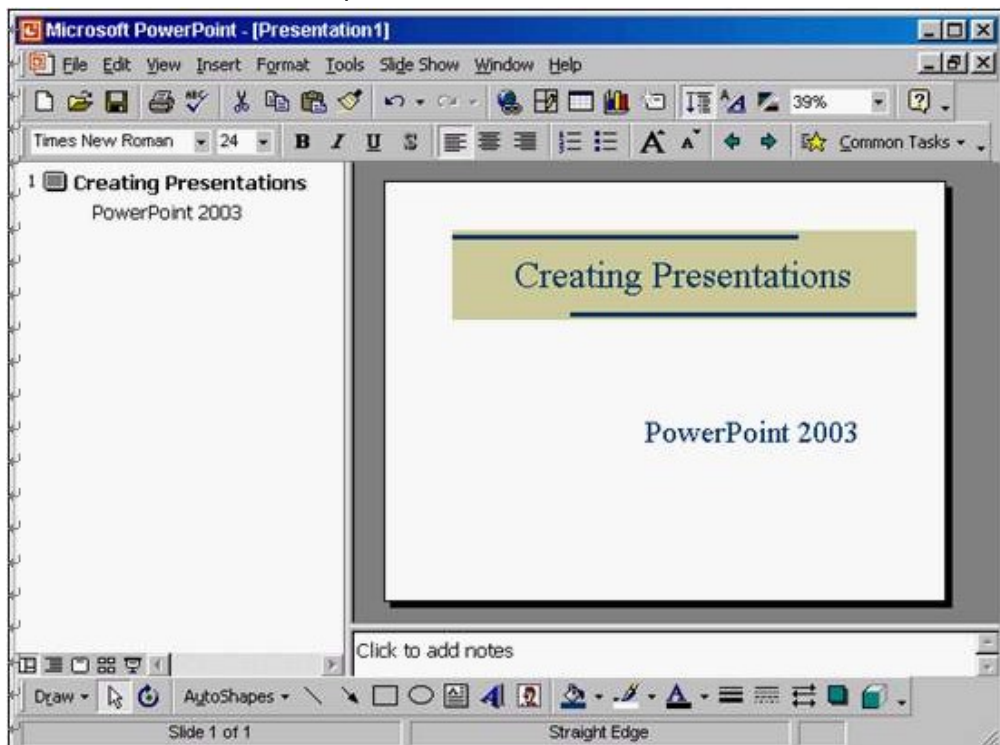 Microsoft PowerPoint - [Presentation1]
File Edit View Insert Format Tools Slide Show Window Help
39%
Times New Roman 24 B I U S A A Common Tasks
1 Creating Presentations
PowerPoint 2003
Creating Presentations
PowerPoint 2003
Click to add notes
Draw AutoShapes A A
Slide 1 of 1 Straight Edge